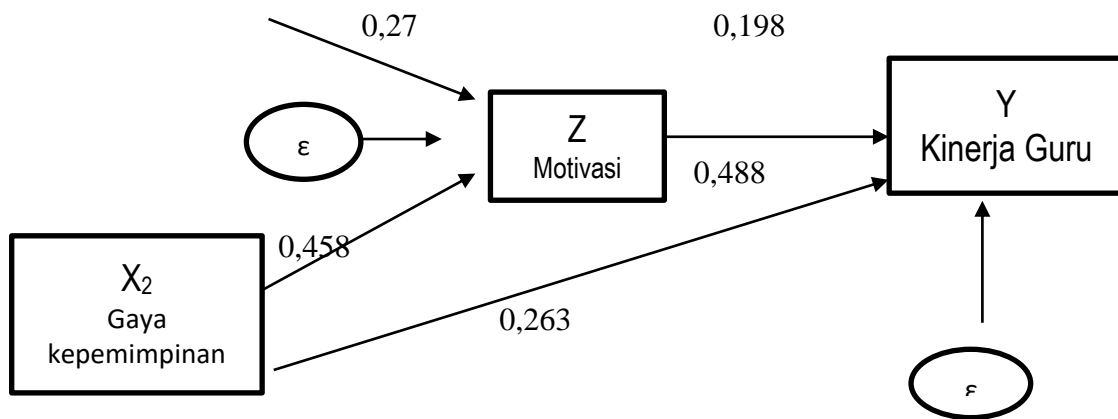 0,27
0,198
Y
Kinerja Guru
Z
Motivasi
ε
0,488
0,458
X₂
Gaya
kepemimpinan
0,263
ε